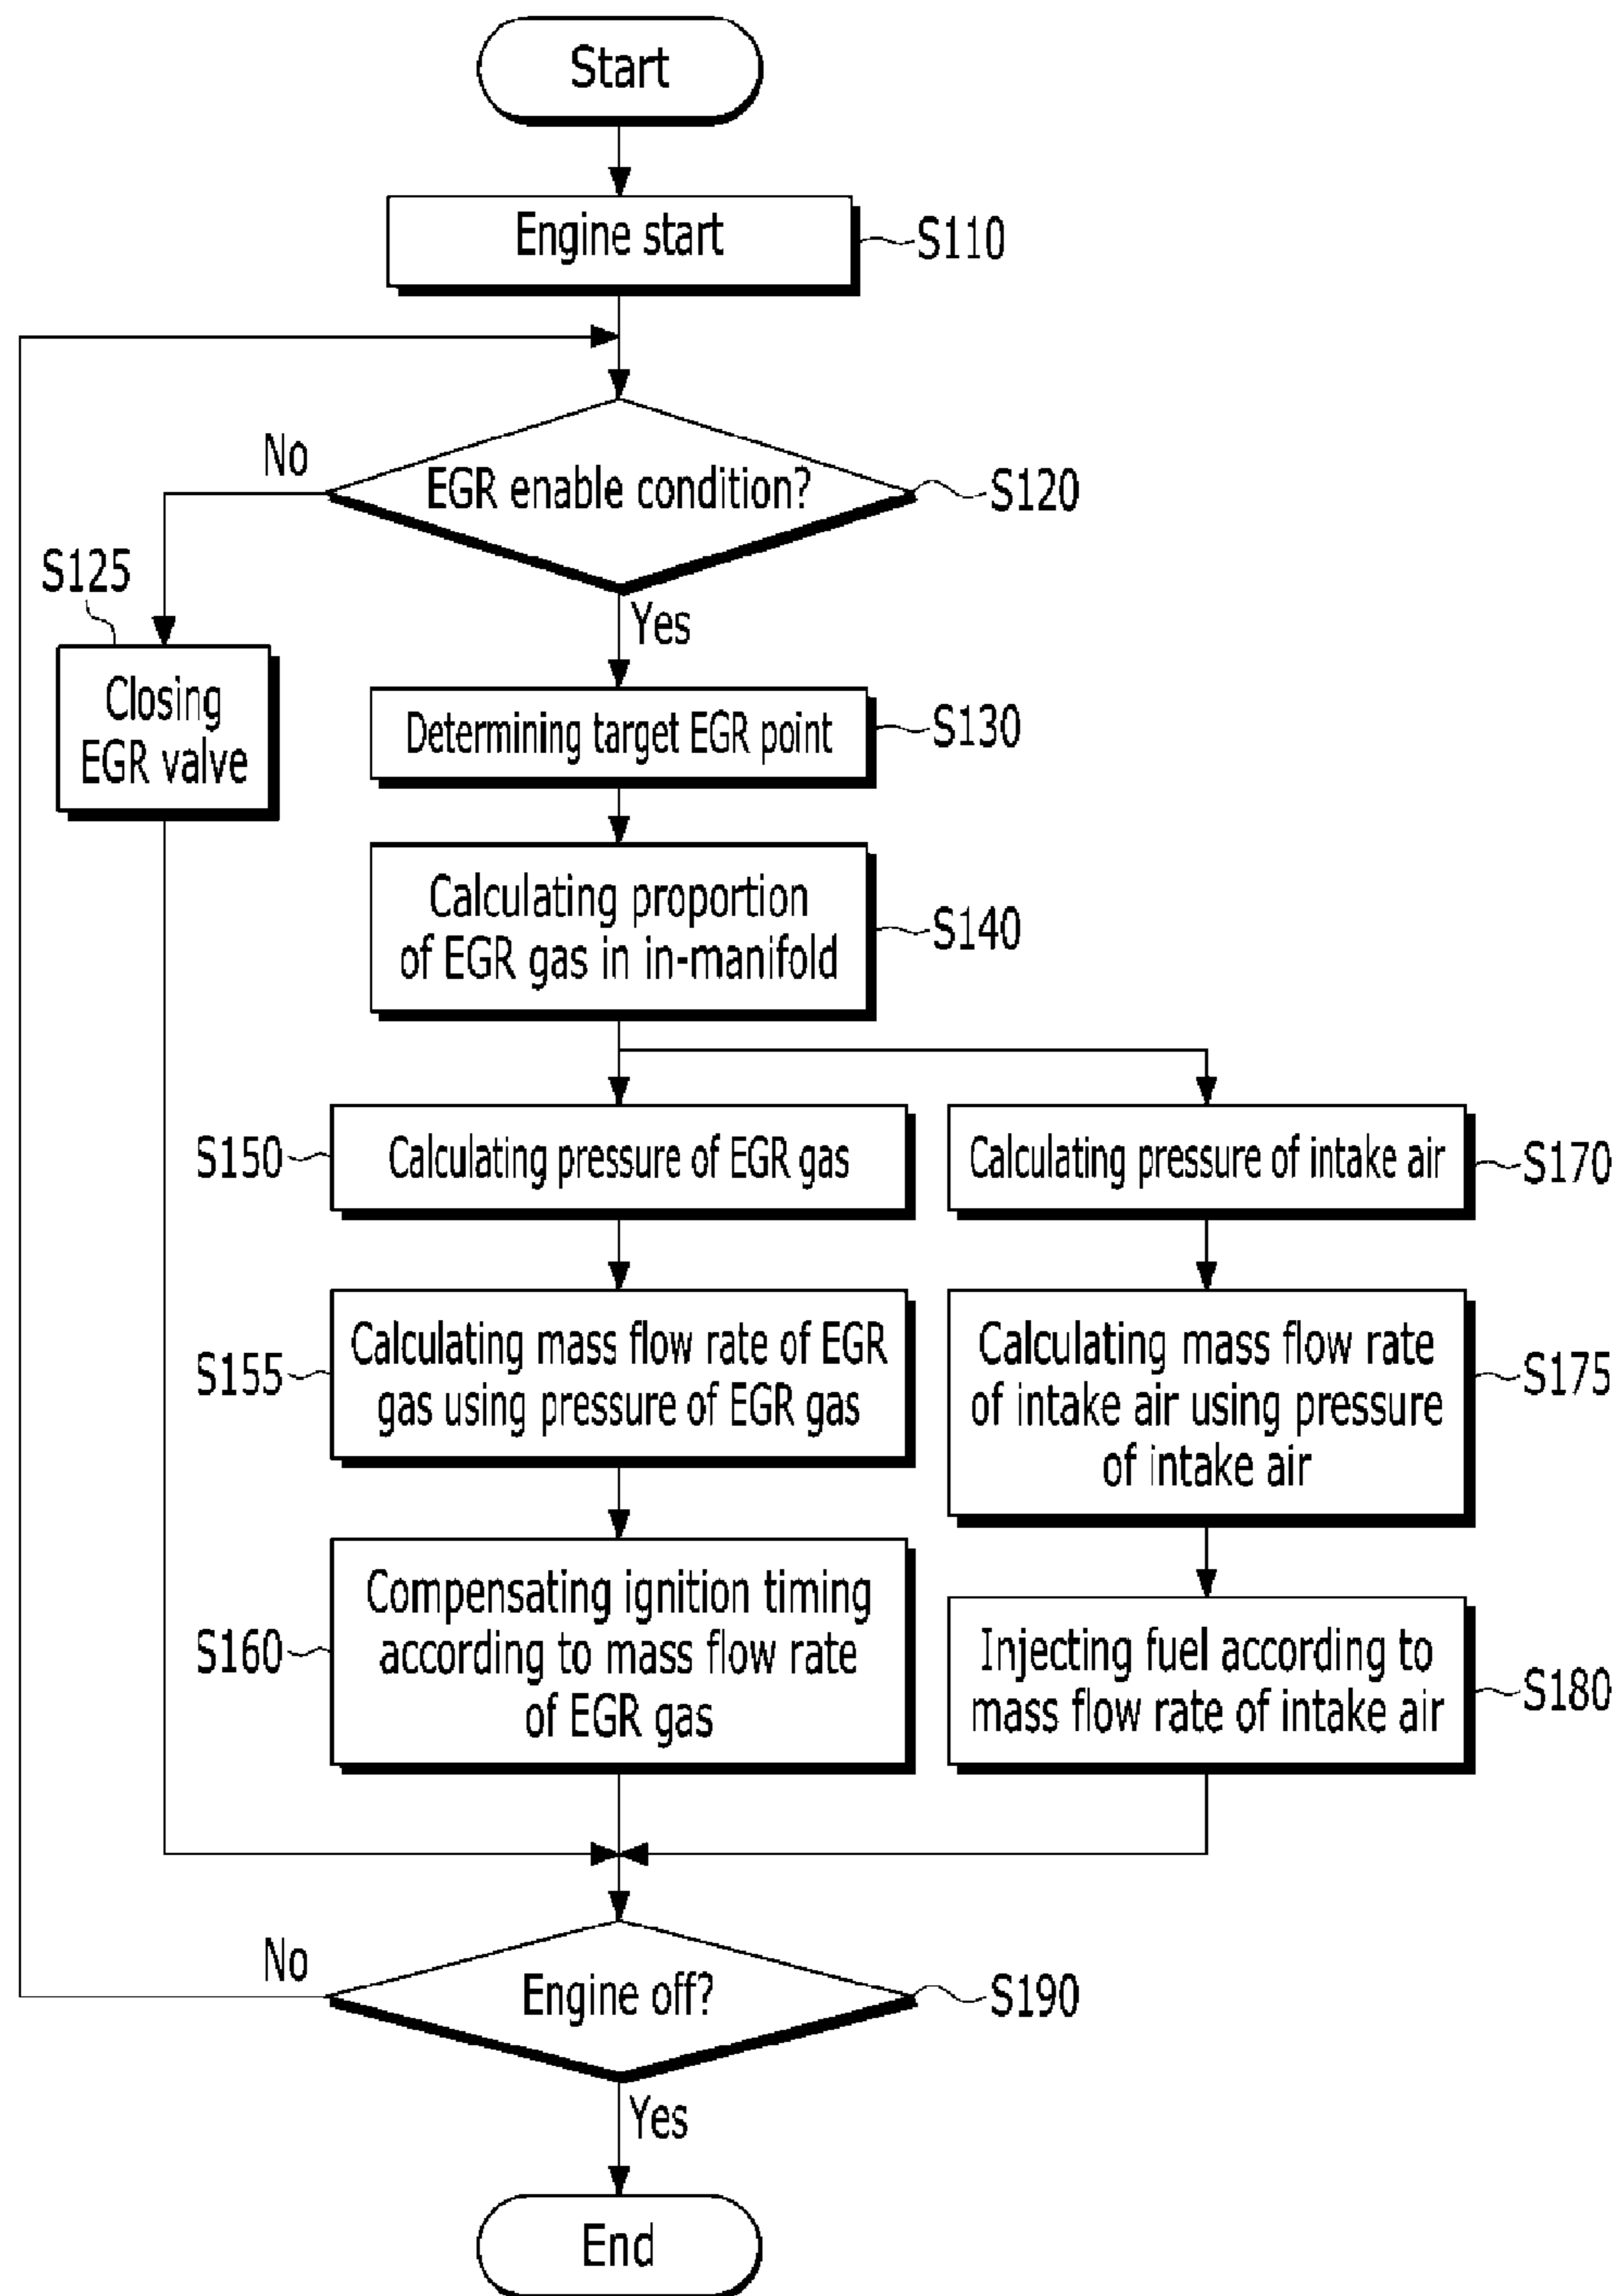 Start
Engine start
S110
No
EGR enable condition?
S120
S125
Yes
Closing
EGR valve
Determining target EGR point
S130
Calculating proportion
of EGR gas in in-manifold
S140
S150
Calculating pressure of EGR gas
Calculating pressure of intake air
S170
S155
Calculating mass flow rate of EGR
gas using pressure of EGR gas
Calculating mass flow rate
of intake air using pressure
of intake air
S175
S160
Compensating ignition timing
according to mass flow rate
of EGR gas
Injecting fuel according to
mass flow rate of intake air
S180
No
Engine off?
S190
Yes
End